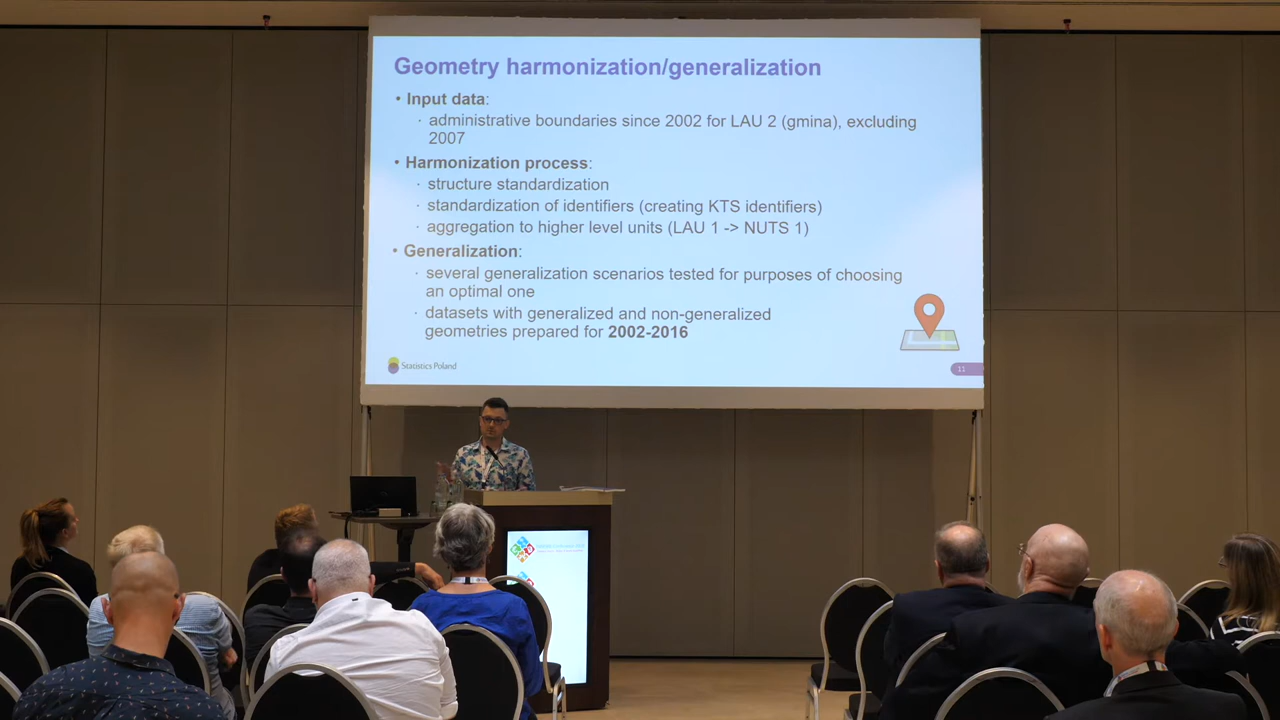 Geometry harmonization/generalization
• Input data:
· administrative boundaries since 2002 for LAU 2 (gmina), excluding
2007
• Harmonization process:
· structure standardization
· standardization of identifiers (creating KTS identifiers)
· aggregation to higher level units (LAU 1 -> NUTS 1)
• Generalization:
· several generalization scenarios tested for purposes of choosing
an optimal one
· datasets with generalized and non-generalized
geometries prepared for 2002-2016
Statistics Poland
11